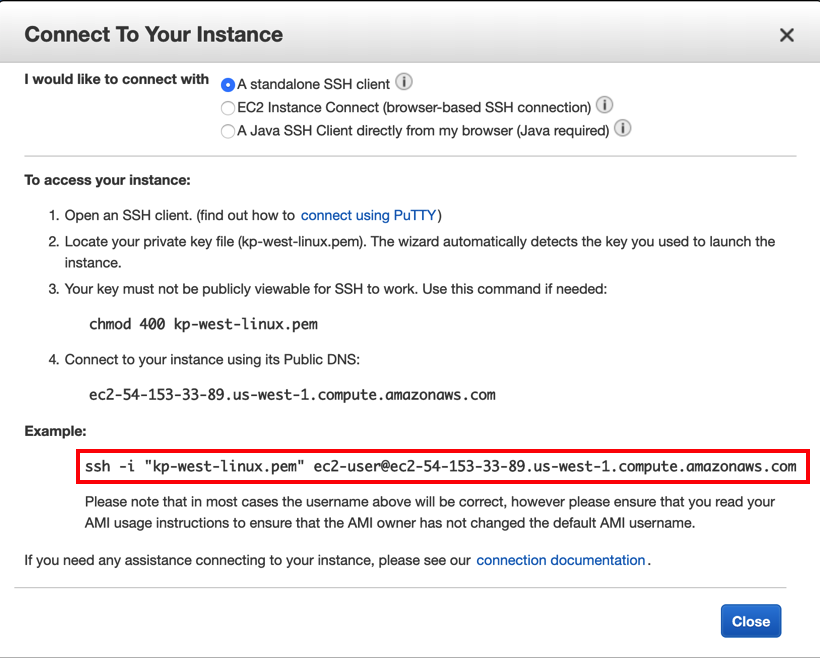 Connect To Your Instance
I would like to connect with
A standalone SSH client
EC2 Instance Connect (browser-based SSH connection)
A Java SSH Client directly from my browser (Java required)
To access your instance:
1. Open an SSH client. (find out how to connect using PuTTY)
2. Locate your private key file (kp-west-linux.pem). The wizard automatically detects the key you used to launch the
instance.
3. Your key must not be publicly viewable for SSH to work. Use this command if needed:
chmod 400 kp-west-linux.pem
4. Connect to your instance using its Public DNS:
ec2-54-153-33-89.us-west-1.compute.amazonaws.com
Example:
ssh -i "kp-west-linux.pem" ec2-user@ec2-54-153-33-89.us-west-1.compute.amazonaws.com
Please note that in most cases the username above will be correct, however please ensure that you read your
AMI usage instructions to ensure that the AMI owner has not changed the default AMI username.
If you need any assistance connecting to your instance, please see our connection documentation.
Close